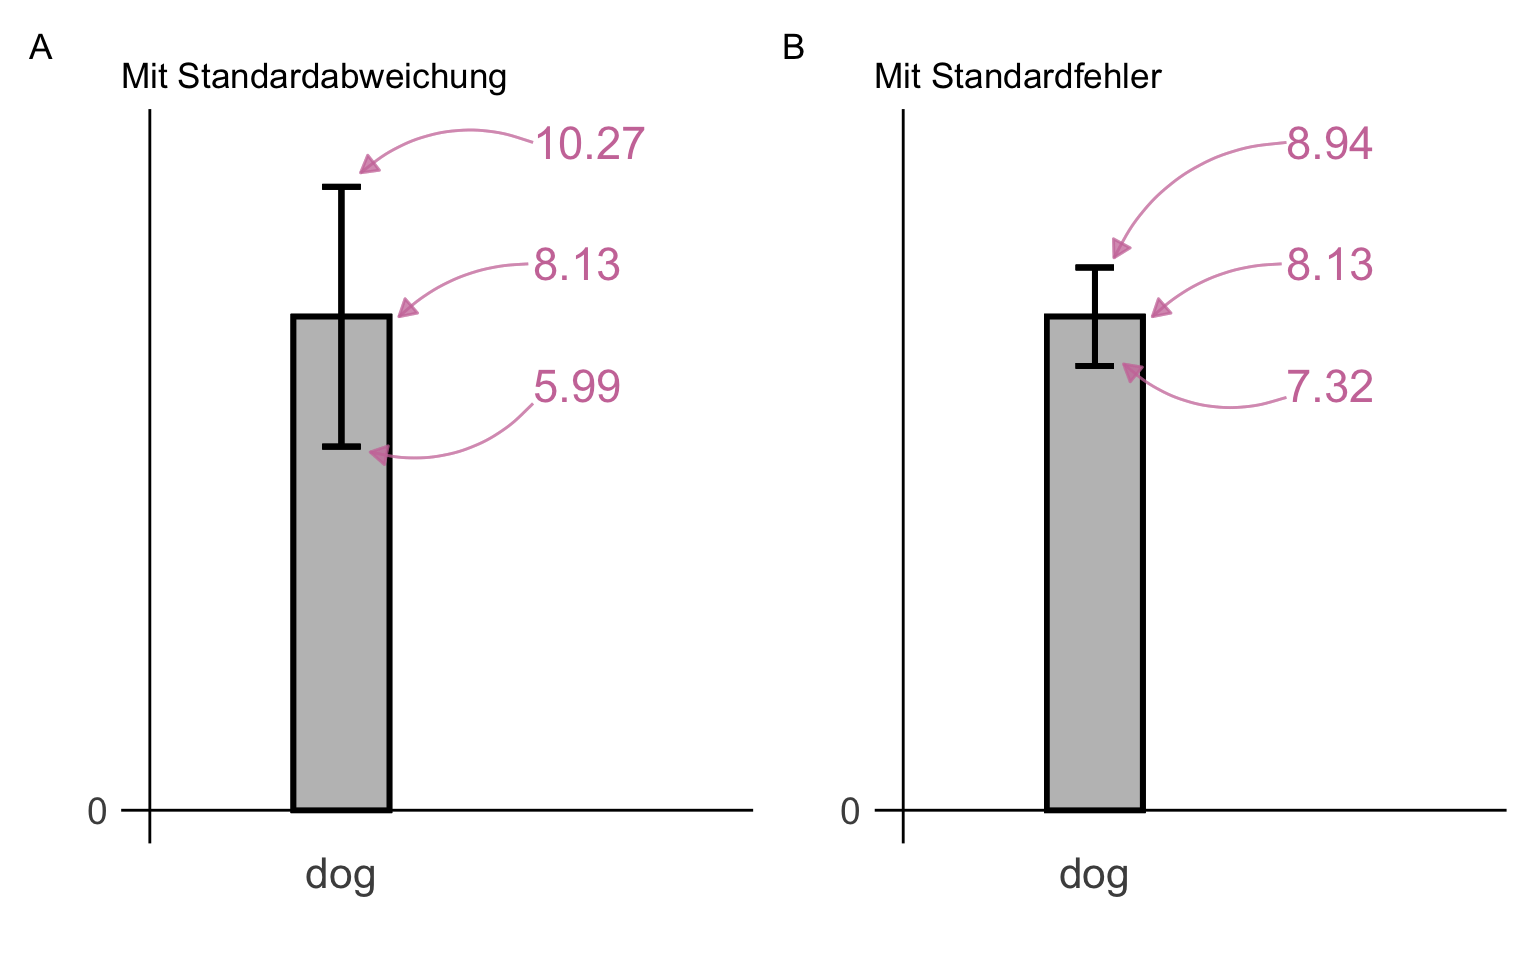 A
Mit Standardabweichung
10.27
8.13
5.99
0
dog
B
Mit Standardfehler
8.94
8.13
7.32
0
dog